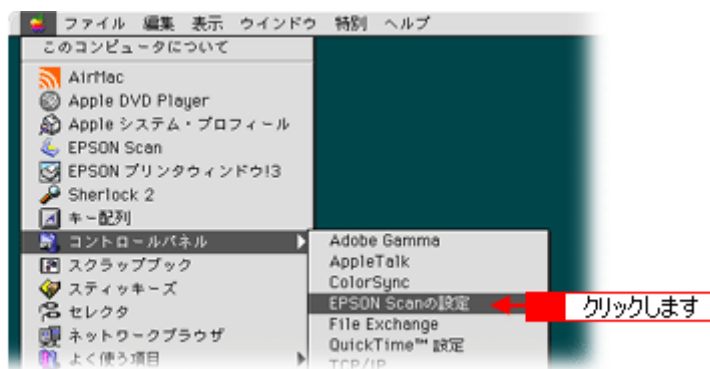 ファイル 編集 表示 ウインドウ 特別 ヘルプ
このコンピュータについて
AirMac
Apple DVD Player
Apple システム・プロフィール
EPSON Scan
EPSON プリンタウィンドウ!3
Sherlock 2
キー配列
コントロールパネル
スクラップブック
スティッキーズ
セレクタ
ネットワークブラウザ
よく使う項目
Adobe Gamma
AppleTalk
ColorSync
EPSON Scanの設定
クリックします
File Exchange
QuickTime™ 設定
TCP/IP